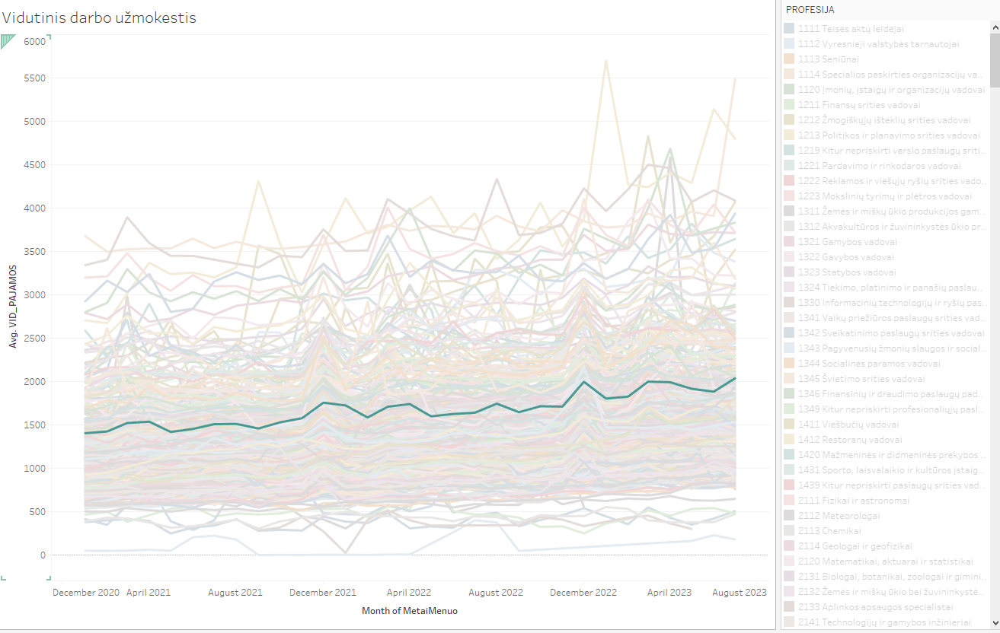 Vidutinis darbo užmokestis
6000
5500
5000
4500
4000
3500
3000
2500
2000
1500
1000
500
0
Avg. VID_PAJAMOS
December 2020
April 2021
August 2021
December 2021
April 2022
August 2022
December 2022
April 2023
August 2023
Month of MetaiMenuo
PROFESIJA
1111 Teisės aktų leidėjai
1112 Vyresnieji valstybės tarnautojai
1113 Seniūnai
1114 Specialios paskirties organizacijų va..
1120 Įmonių, įstaigų ir organizacijų vadovai
1211 Finansų srities vadovai
1212 Žmogiškųjų išteklių srities vadovai
1213 Politikos ir planavimo srities vadovai
1219 Kitur nepriskirti verslo paslaugų sriti..
1221 Pardavimo ir rinkodaros vadovai
1222 Reklamos ir viešųjų ryšių srities vado..
1223 Mokslinių tyrimų ir plėtros vadovai
1311 Žemės ir miškų ūkio produkcijos gam..
1312 Akvakultūros ir žuvininkystės ūkio pr..
1321 Gamybos vadovai
1322 Gavybos vadovai
1323 Statybos vadovai
1324 Tiekimo, platinimo ir panašių paslau..
1330 Informacinių technologijų ir ryšių pas..
1341 Vaikų priežiūros paslaugų srities vad..
1342 Sveikatinimo paslaugų srities vadovai
1343 Pagyvenusių žmonių slaugos ir social..
1344 Socialinės paramos vadovai
1345 Švietimo srities vadovai
1346 Finansinių ir draudimo paslaugų pad..
1349 Kitur nepriskirti profesionaliųjų pasl..
1411 Viešbučių vadovai
1412 Restoranų vadovai
1420 Mažmeninės ir didmeninės prekybos ..
1431 Sporto, laisvalaikio ir kultūros įstaig..
1439 Kitur nepriskirti paslaugų srities vad..
2111 Fizikai ir astronomai
2112 Meteorologai
2113 Chemikai
2114 Geologai ir geofizikai
2120 Matematikai, aktuarai ir statistikai
2131 Biologai, botanikai, zoologai ir gimini..
2132 Žemės ir miškų ūkio bei žuvininkystė..
2133 Aplinkos apsaugos specialistai
2141 Technologijų ir gamybos inžinieriai